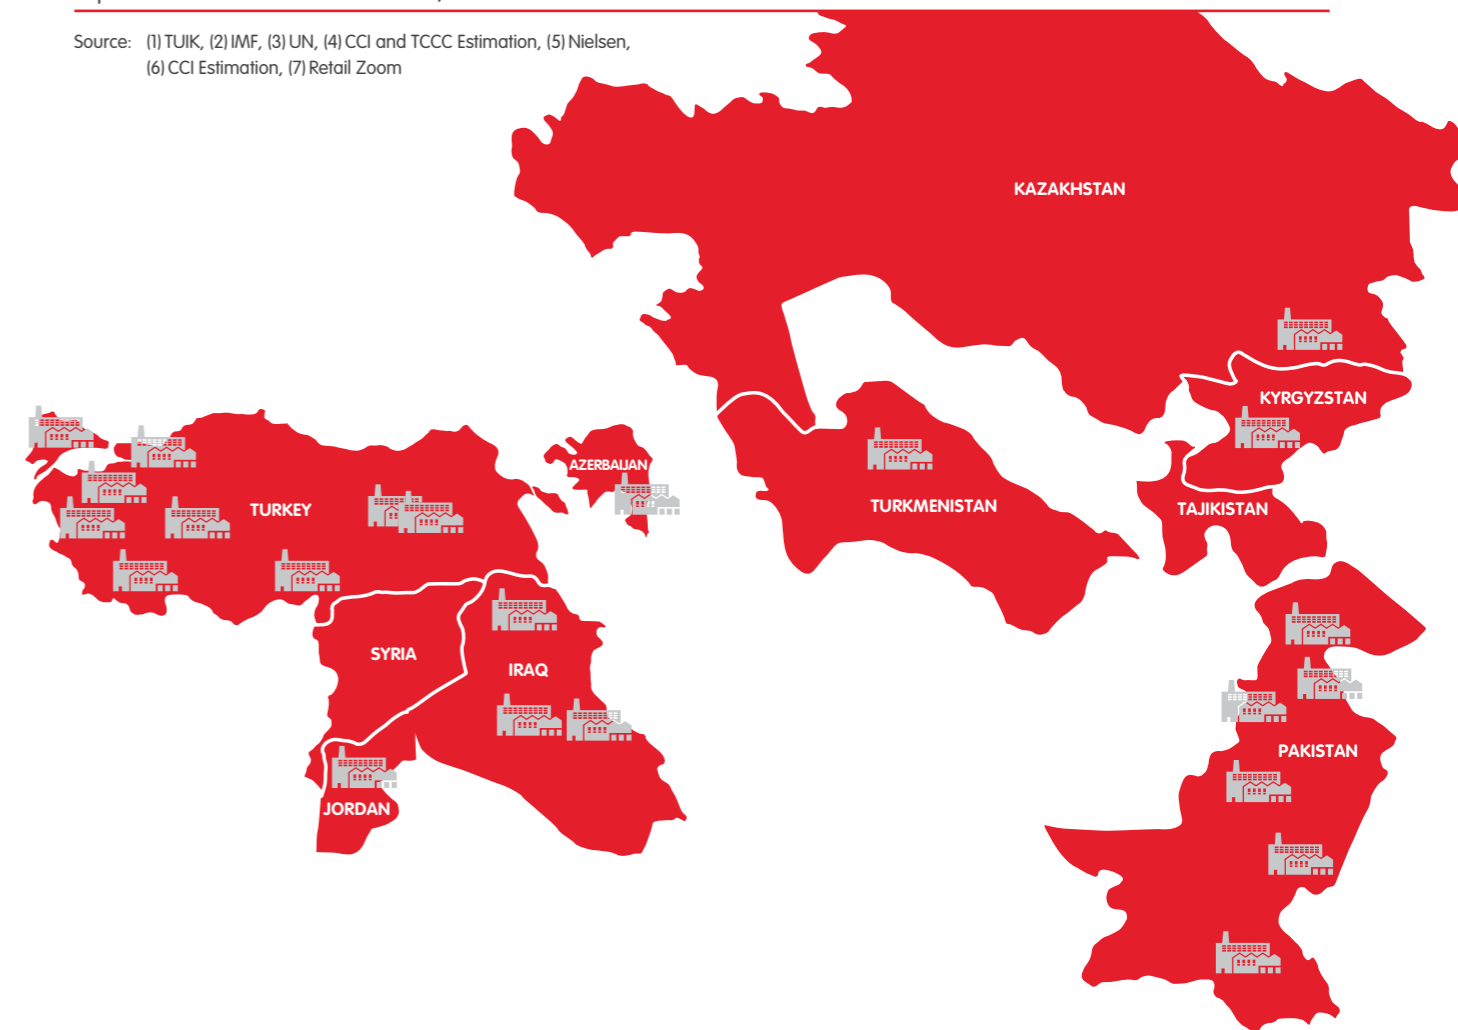 Source: (1) TUIK, (2) IMF, (3) UN, (4) CCI and TCCC Estimation, (5) Nielsen,
(6) CCI Estimation, (7) Retail Zoom
KAZAKHSTAN
KYRGYZSTAN
AZERBAIJAN
TURKEY
TURKMENISTAN
TAJIKISTAN
SYRIA
IRAQ
PAKISTAN
JORDAN